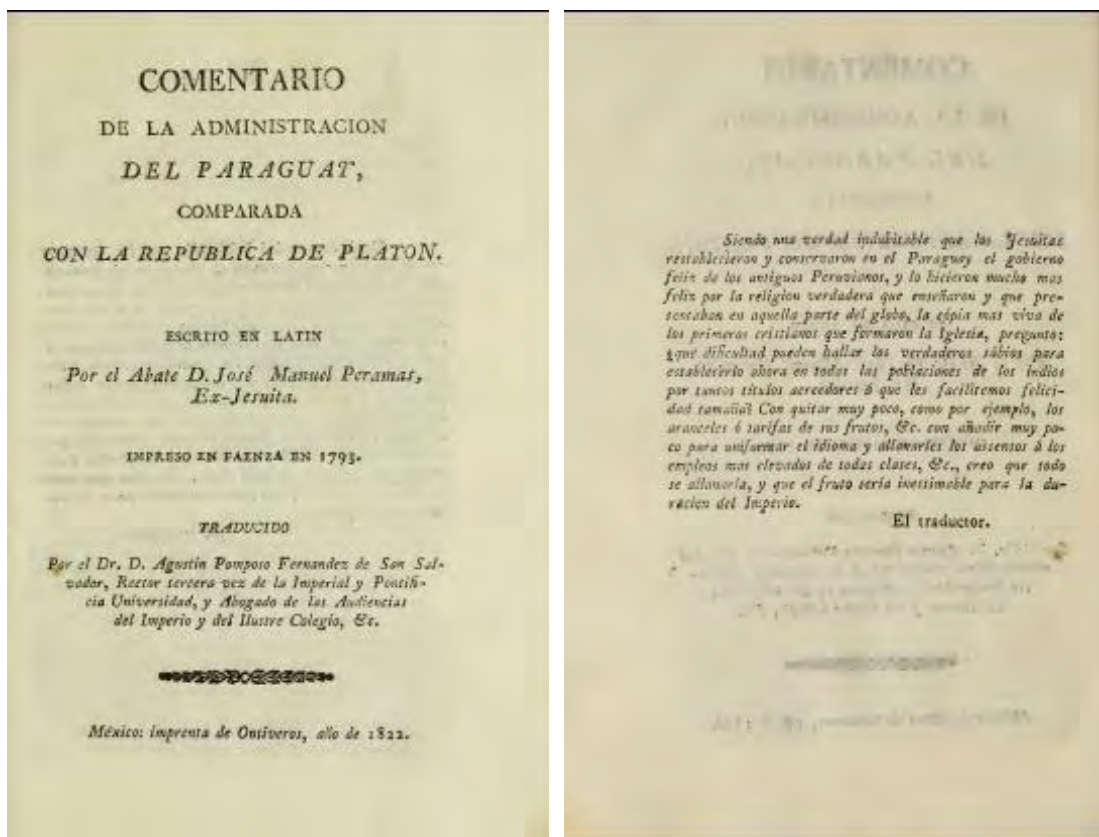 COMENTARIO
DE LA ADMINISTRACION
DEL PARAGUAY,
COMPARADA
CON LA REPUBLICA DE PLATON.
ESCRITO EN LATIN
Por el Abate D. José Manuel Peramas,
Ex-Jesuita.
IMPRESO EN FAENZA EN 1793.
TRADUCIDO
Por el Dr. D. Agustin Pomposo Fernandez de San Sal-
vador, Rector tercera vez de la Imperial y Pontifi-
cia Universidad, y Abogado de las Audiencias
del Imperio y del Ilustre Colegio, &c.
México: imprenta de Ontiveros, año de 1822.
Siendo una verdad indubitable que los Jesuitas
restablecieron y conservaron en el Paraguay el gobierno
feliz de los antiguos Peruvianos, y lo hicieron mucho mas
feliz por la religion verdadera que enseñaron y que pre-
sentaban en aquella parte del globo, la cópia mas viva de
los primeros cristianos que formaron la Iglesia, pregunto:
¿que dificultad pueden hallar los verdaderos sábios para
establecerlo ahora en todas las poblaciones de los indios
por tantos títulos acreedores á que les facilitemos felici-
dad tamaña? Con quitar muy poco, como por ejemplo, los
aranceles ó tarifas de sus frutos, &c. con añadir muy po-
co para uniformar el idioma y allanarles los ascensos á los
empleos mas elevados de todas clases, &c., creo que todo
se allanaría, y que el fruto sería inestimable para la du-
racion del Imperio.
El traductor.